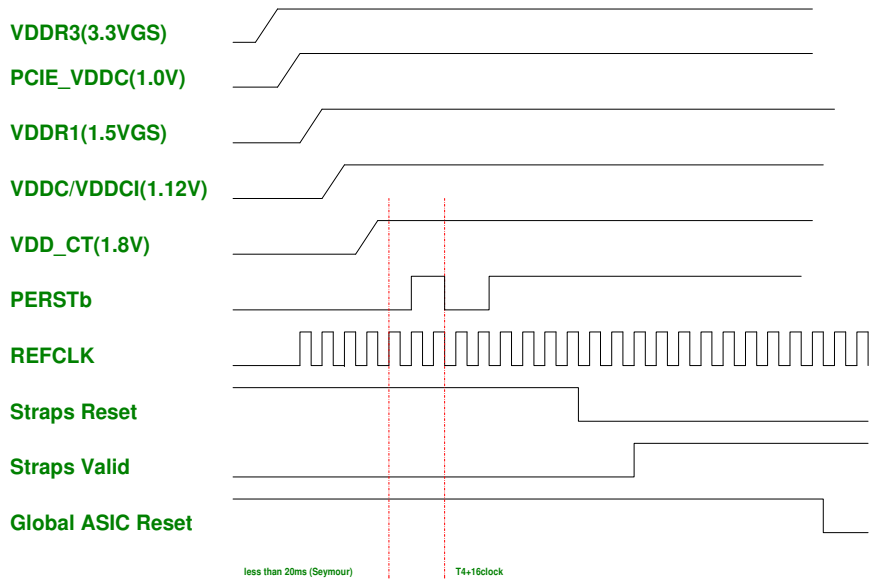 VDDR3(3.3VGS)
PCIE_VDDC(1.0V)
VDDR1(1.5VGS)
VDDC/VDDCI(1.12V)
VDD_CT(1.8V)
PERSTb
REFCLK
Straps Reset
Straps Valid
Global ASIC Reset
less than 20ms (Seymour) T4+16clock